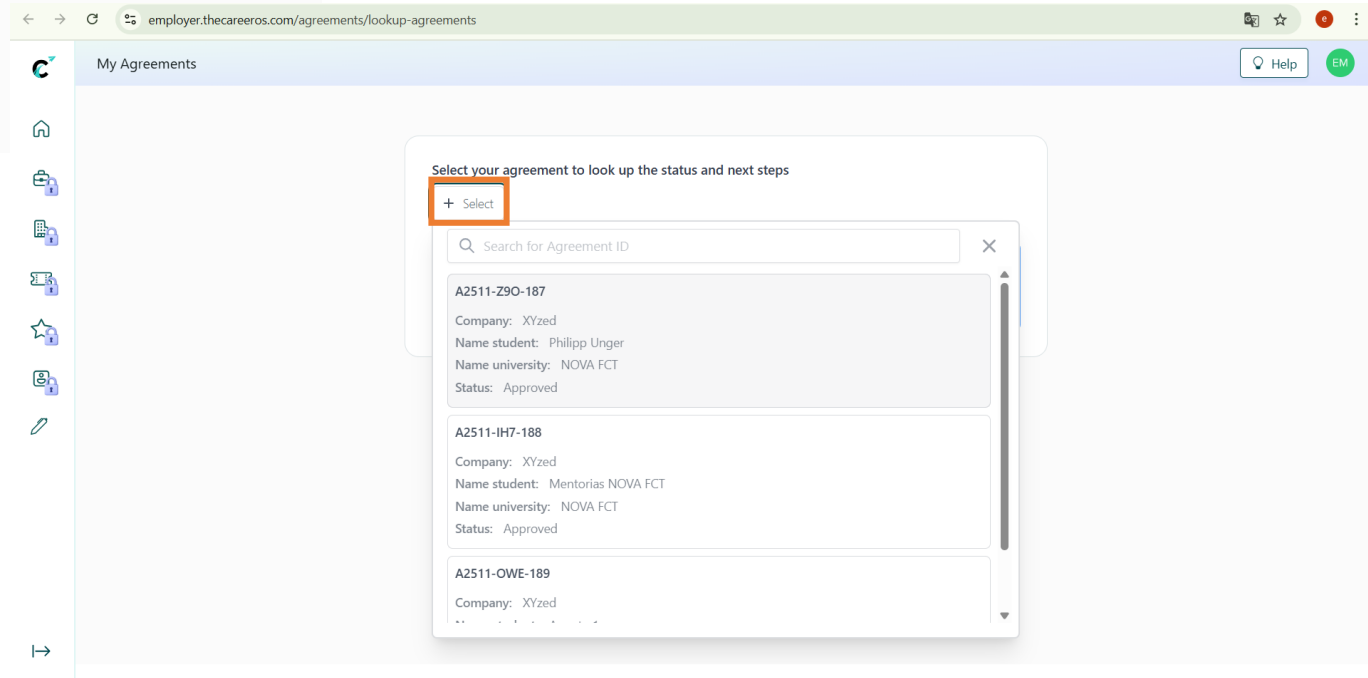 employer.thecareeros.com/agreements/lookup-agreements
e
My Agreements
Help
EM
Select your agreement to look up the status and next steps
+ Select
Search for Agreement ID
A2511-Z9O-187
Company: XYzed
Name student: Philipp Unger
Name university: NOVA FCT
Status: Approved
A2511-IH7-188
Company: XYzed
Name student: Mentorias NOVA FCT
Name university: NOVA FCT
Status: Approved
A2511-OWE-189
Company: XYzed